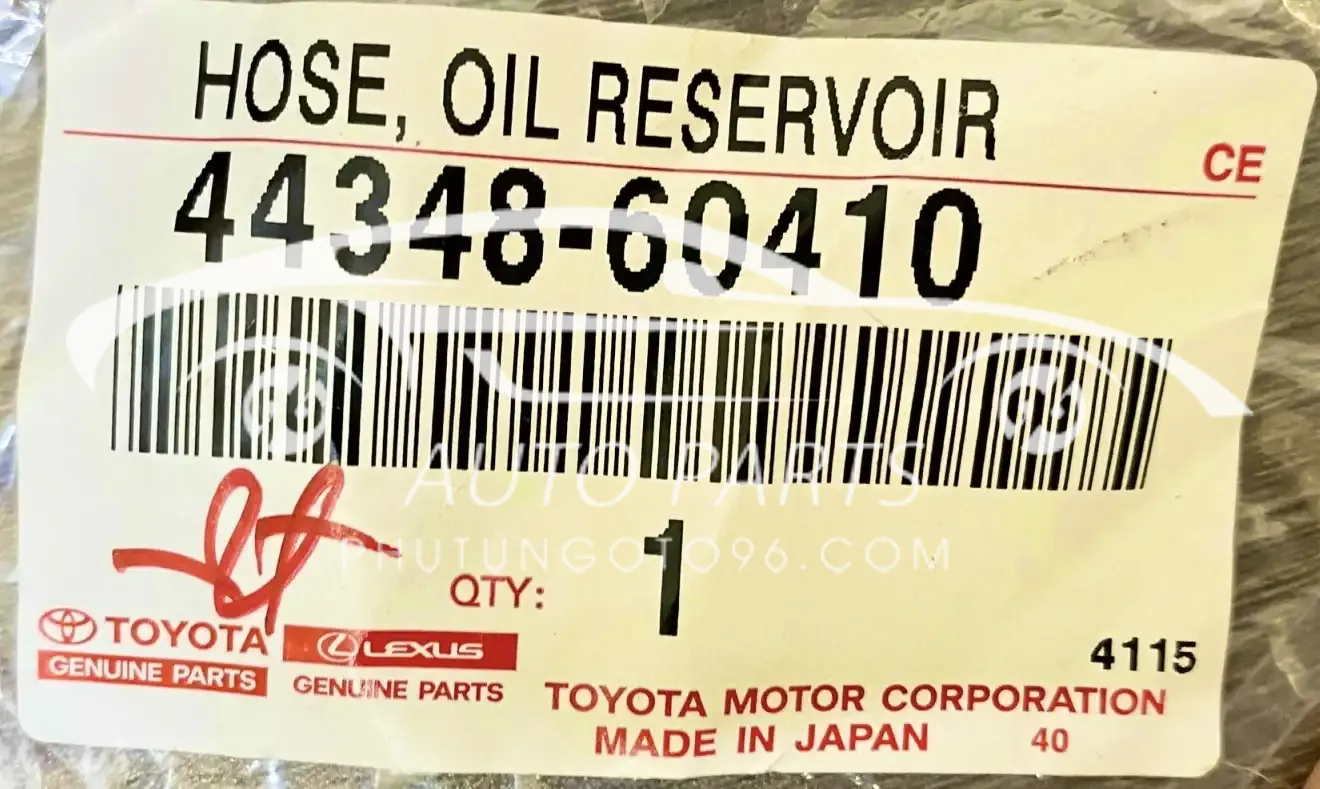 HOSE, OIL RESERVOIR
CE
44348-60410
AUTO PARTS
PHUTUNGOTO96.COM
QTY: 1
TOYOTA
GENUINE PARTS
LEXUS
GENUINE PARTS
4115
TOYOTA MOTOR CORPORATION
MADE IN JAPAN 40